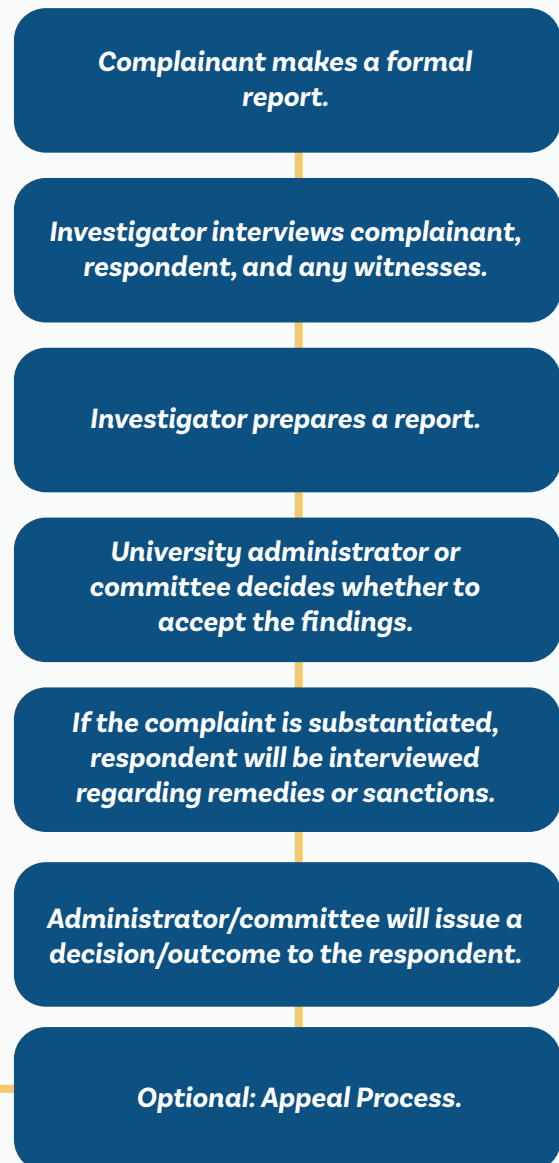 Complainant makes a formal
report.
Investigator interviews complainant,
respondent, and any witnesses.
Investigator prepares a report.
University administrator or
committee decides whether to
accept the findings.
If the complaint is substantiated,
respondent will be interviewed
regarding remedies or sanctions.
Administrator/committee will issue a
decision/outcome to the respondent.
Optional: Appeal Process.